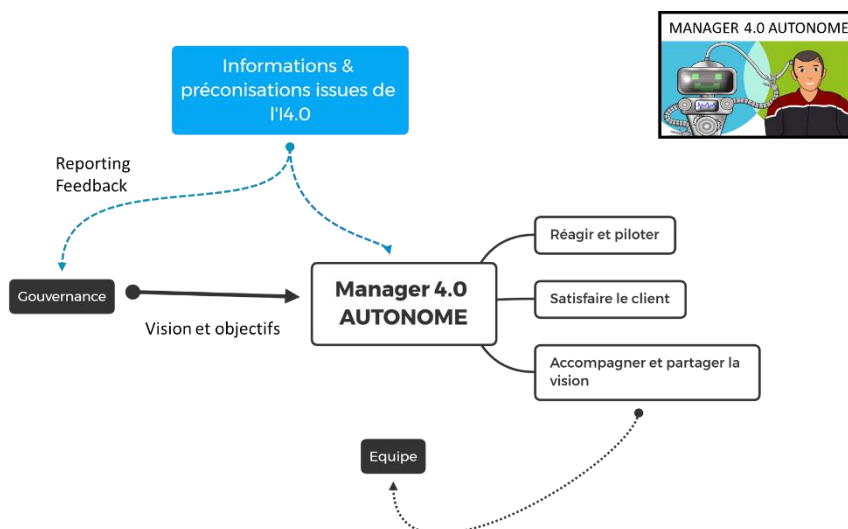 MANAGER 4.0 AUTONOME
Informations &
préconisations issues de
l'I4.0
Reporting
Feedback
Gouvernance
Vision et objectifs
Manager 4.0
AUTONOME
Réagir et piloter
Satisfaire le client
Accompagner et partager la
vision
Equipe